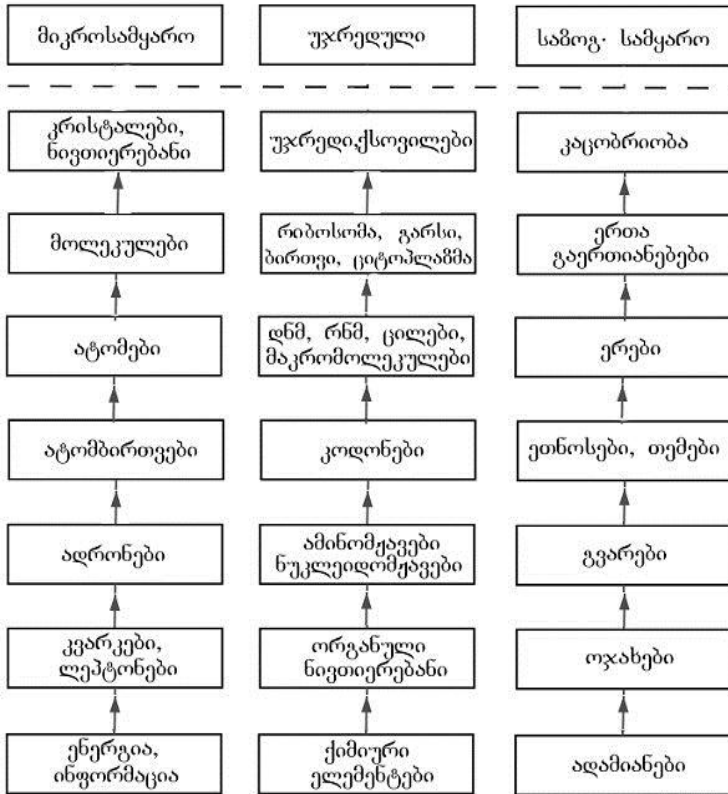 მიკროსამყარო
უჯრედული
საზოგ. სამყარო
კრისტალები,
ნივთიერებანი
უჯრედი,ქსოვილები
კაცობრიობა
მოლეკულები
რიბოსომა, გარსი,
ბირთვი, ციტოპლაზმა
ერთა
გაერთიანებები
ატომები
დნმ, რნმ, ცილები,
მაკრომოლეკულები
ერები
ატომბირთვები
კოდონები
ეთნოსები, თემები
ადრონები
ამინომჟავები
ნუკლეიდომჟავები
გვარები
კვარკები,
ლეპტონები
ორგანული
ნივთიერებანი
ოჯახები
ენერგია,
ინფორმაცია
ქიმიური
ელემენტები
ადამიანები